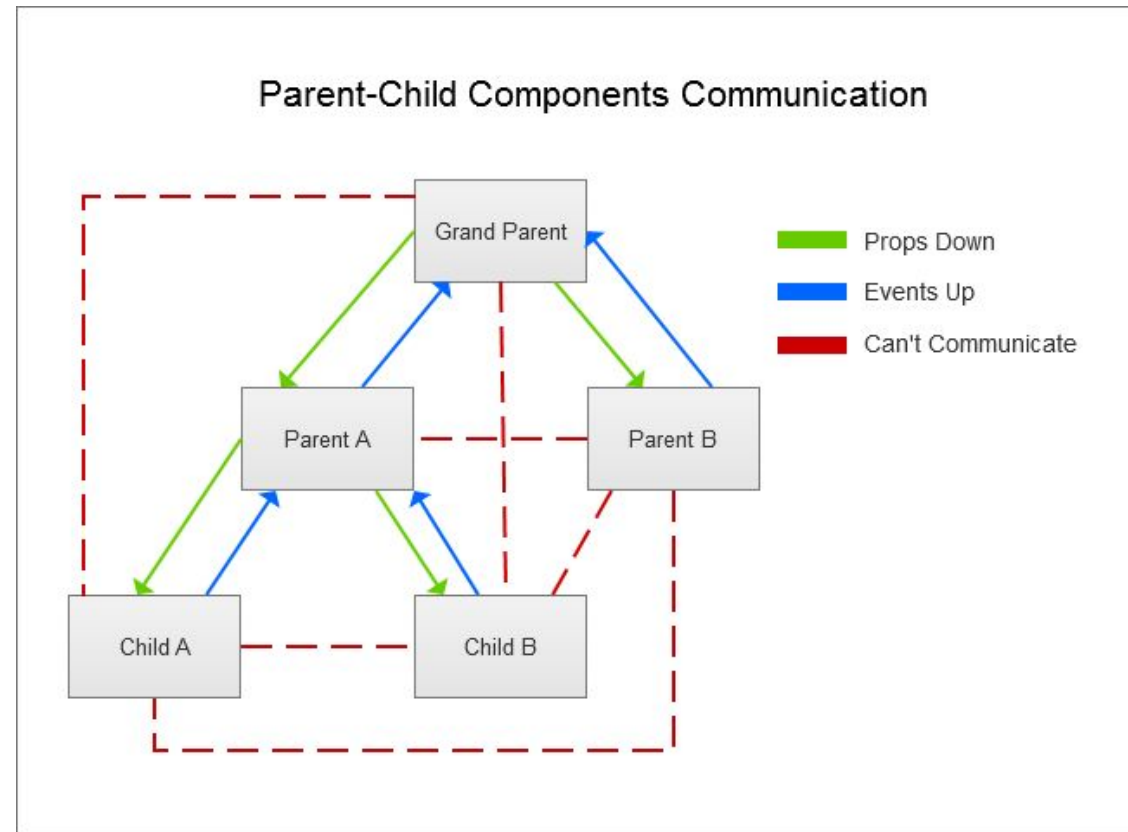 Parent-Child Components Communication
Grand Parent
Props Down
Events Up
Can't Communicate
Parent A
Parent B
Child A
Child B